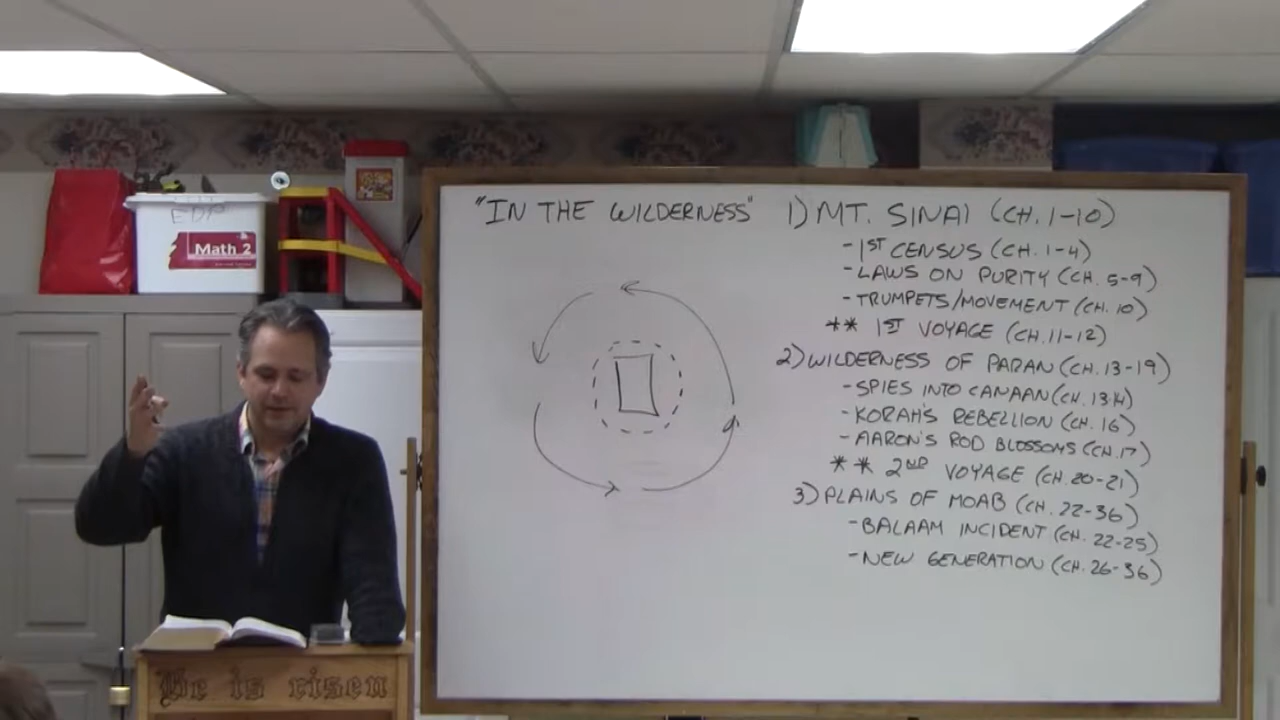 "IN THE WILDERNESS"
1) MT. SINAI (CH. 1-10)
-1ST CENSUS (CH. 1-4)
-LAWS ON PURITY (CH. 5-9)
-TRUMPETS/MOVEMENT (CH. 10)
** 1ST VOYAGE (CH. 11-12)
2) WILDERNESS OF PARAN (CH. 13-19)
-SPIES INTO CANAAN (CH. 1314)
-KORAH'S REBELLION (CH. 16)
-AARON'S ROD BLOSSOMS (CH. 17)
** 2ND VOYAGE (CH. 20-21)
3) PLAINS OF MOAB (CH. 22-36)
-BALAAM INCIDENT (CH. 22-25)
-NEW GENERATION (CH. 26-36)
Math 2
He is risen